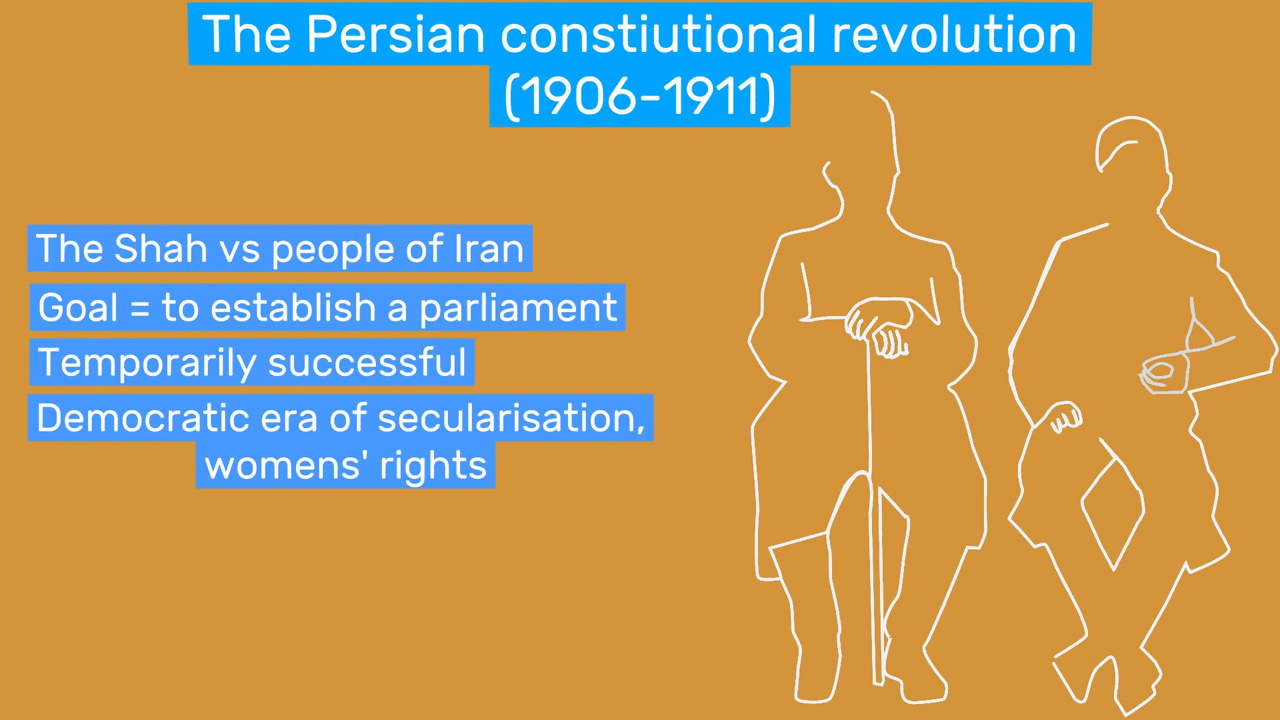 The Persian constiutional revolution
(1906-1911)
The Shah vs people of Iran
Goal = to establish a parliament
Temporarily successful
Democratic era of secularisation,
womens' rights